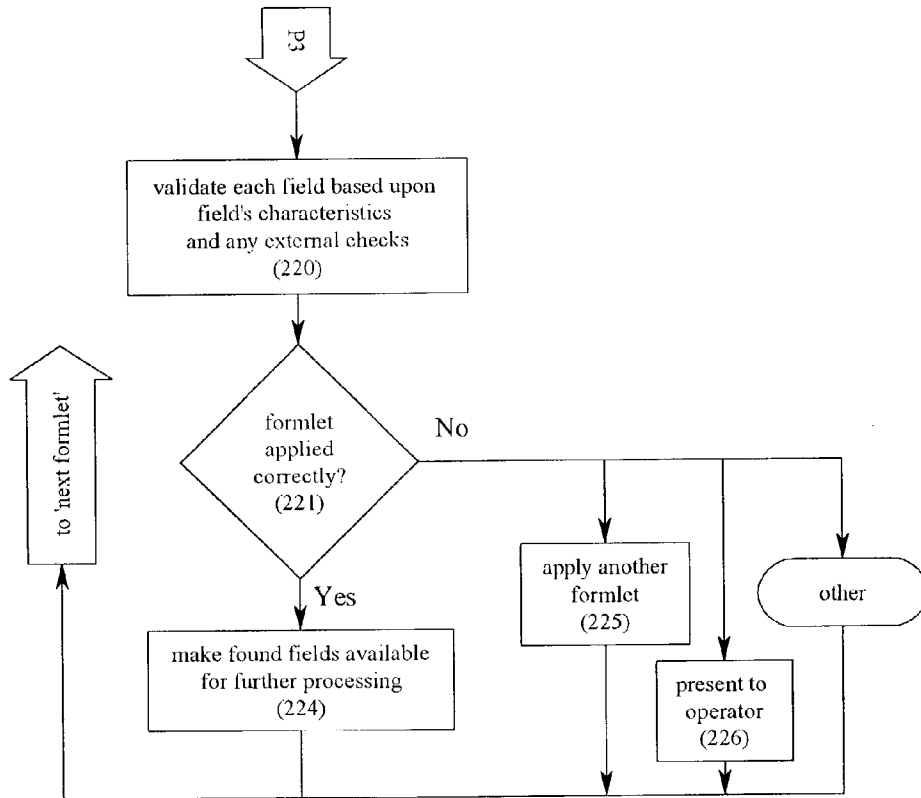 P3
validate each field based upon
field's characteristics
and any external checks
(220)
to 'next formlet'
formlet
applied
correctly?
(221)
No
Yes
apply another
formlet
(225)
other
make found fields available
for further processing
(224)
present to
operator
(226)